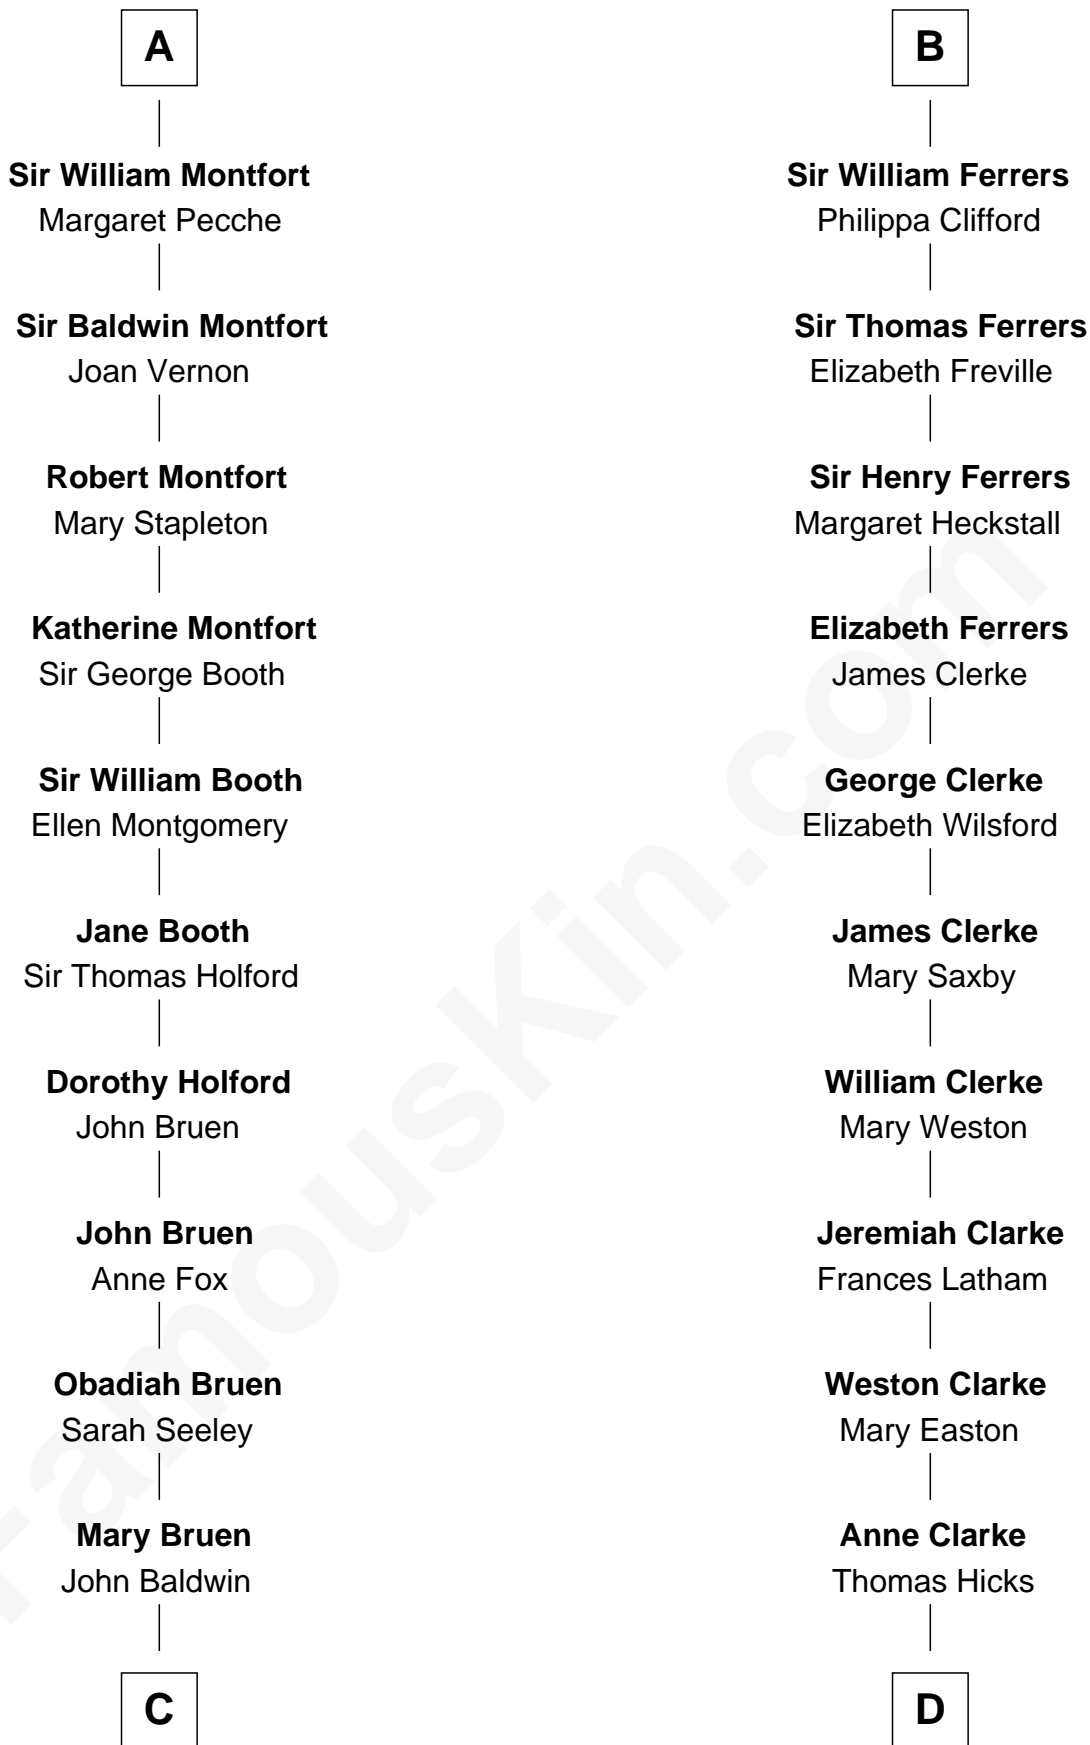 A
Sir William Montfort
Margaret Pecche
Sir Baldwin Montfort
Joan Vernon
Robert Montfort
Mary Stapleton
Katherine Montfort
Sir George Booth
Sir William Booth
Ellen Montgomery
Jane Booth
Sir Thomas Holford
Dorothy Holford
John Bruen
John Bruen
Anne Fox
Obadiah Bruen
Sarah Seeley
Mary Bruen
John Baldwin
C
B
Sir William Ferrers
Philippa Clifford
Sir Thomas Ferrers
Elizabeth Freville
Sir Henry Ferrers
Margaret Heckstall
Elizabeth Ferrers
James Clerke
George Clerke
Elizabeth Wilsford
James Clerke
Mary Saxby
William Clerke
Mary Weston
Jeremiah Clarke
Frances Latham
Weston Clarke
Mary Easton
Anne Clarke
Thomas Hicks
D
FamousKin.com